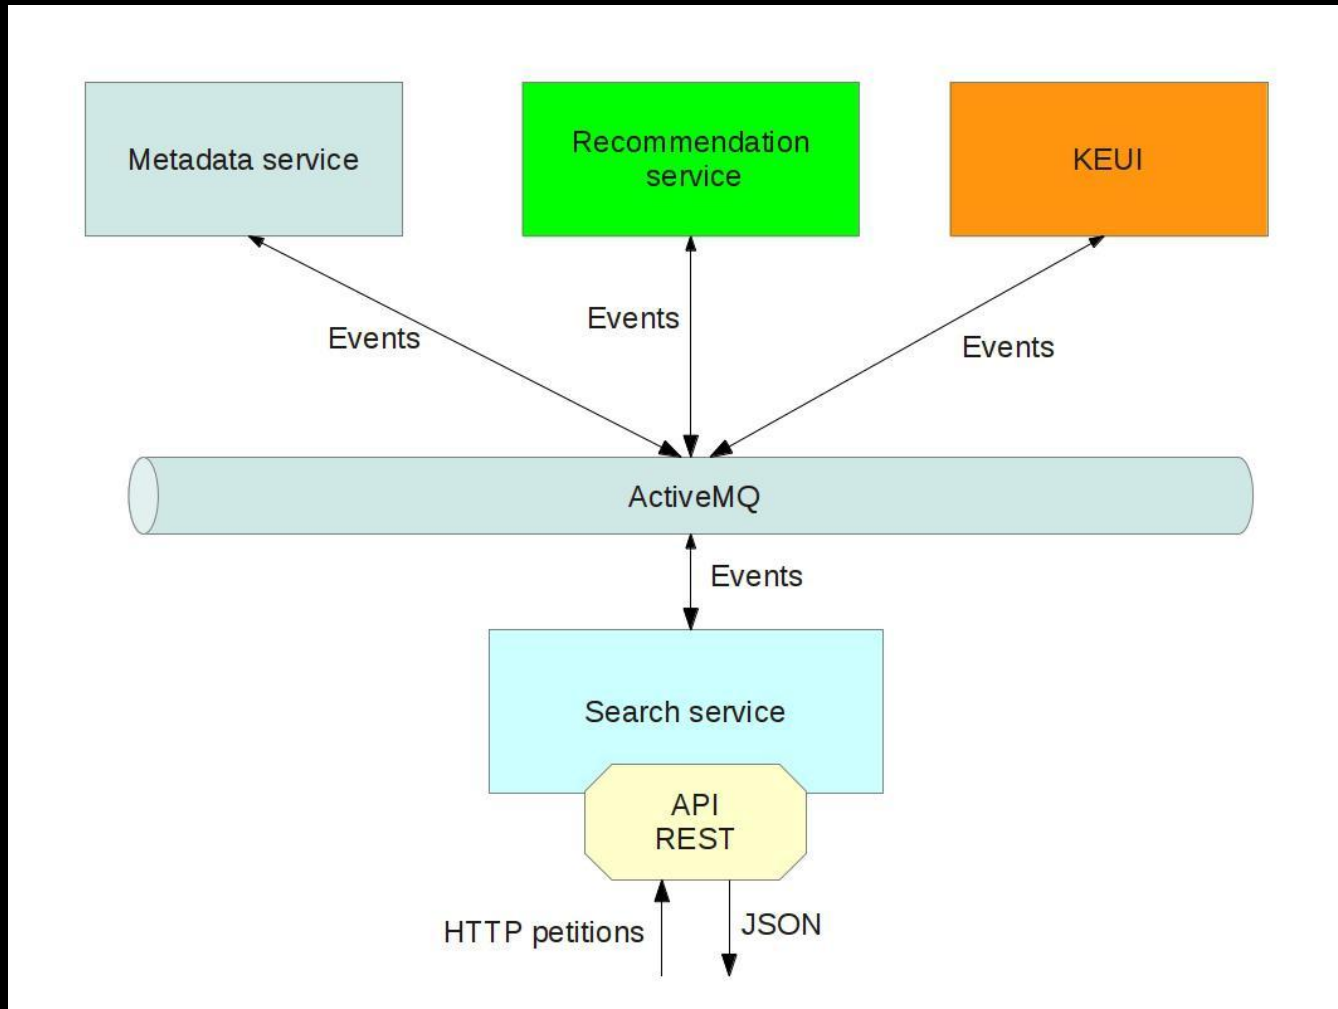 Metadata service
Recommendation
service
KEUI
Events
Events
Events
ActiveMQ
Events
Search service
API
REST
HTTP petitions
JSON